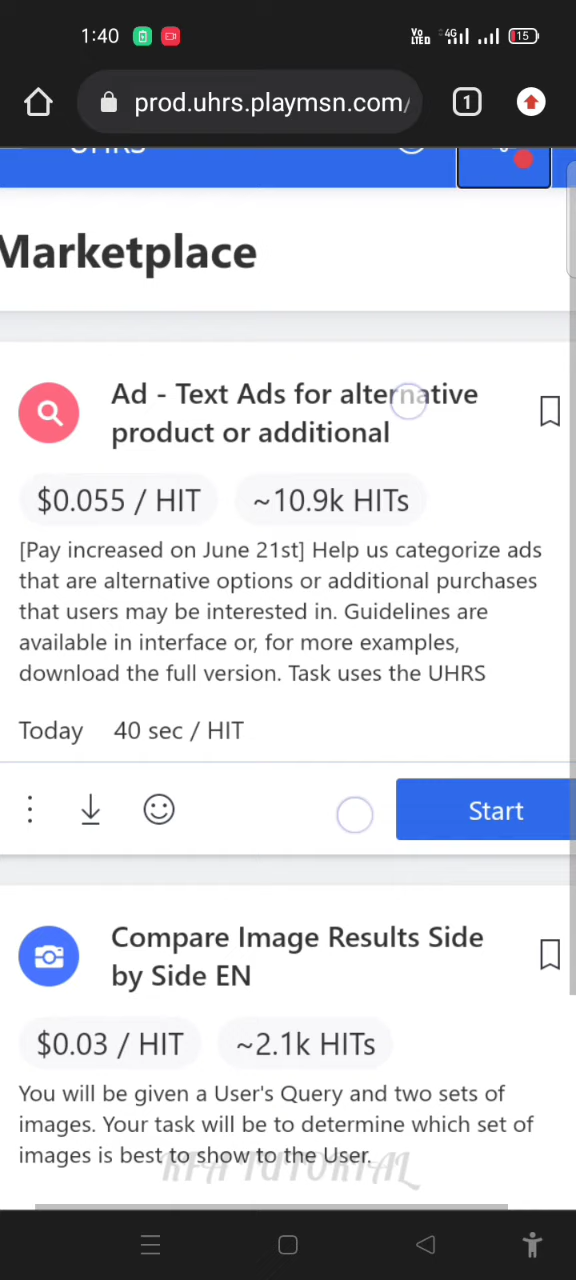 1:40 Vo LTED 4G 15
prod.uhrs.playmsn.com/ 1
UHRS
Marketplace
Ad - Text Ads for alternative
product or additional
$0.055 / HIT ~10.9k HITs
[Pay increased on June 21st] Help us categorize ads
that are alternative options or additional purchases
that users may be interested in. Guidelines are
available in interface or, for more examples,
download the full version. Task uses the UHRS
Today 40 sec / HIT
Start
Compare Image Results Side
by Side EN
$0.03 / HIT ~2.1k HITs
You will be given a User's Query and two sets of
images. Your task will be to determine which set of
images is best to show to the User.
TUTORIAL